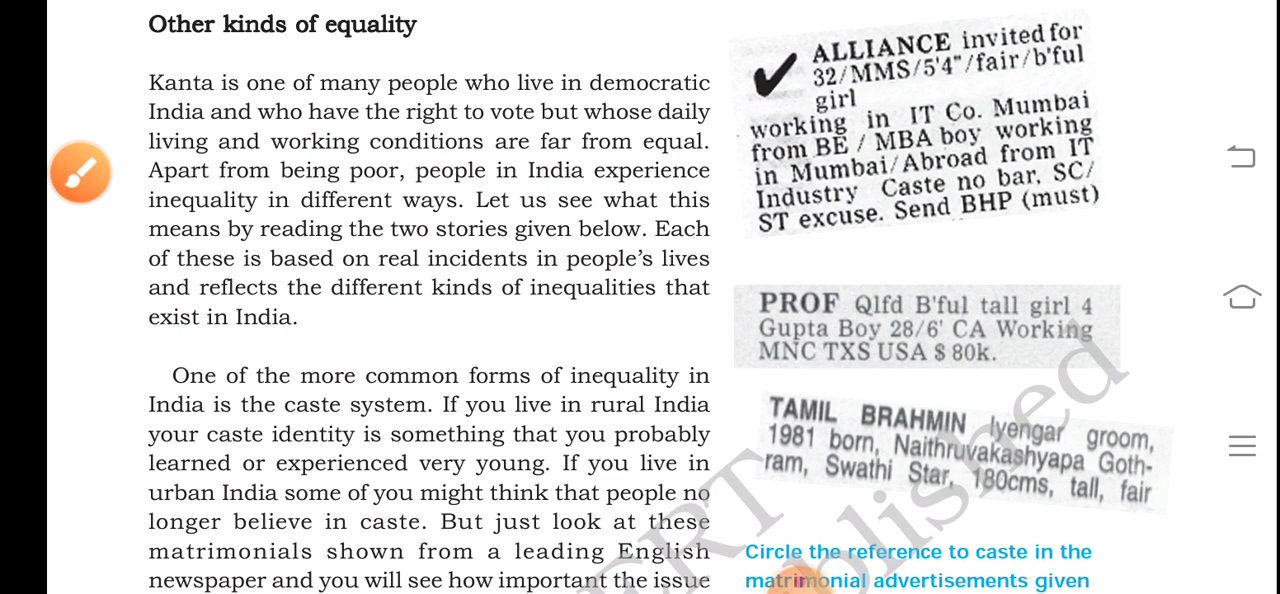 Other kinds of equality
Kanta is one of many people who live in democratic
India and who have the right to vote but whose daily
living and working conditions are far from equal.
Apart from being poor, people in India experience
inequality in different ways. Let us see what this
means by reading the two stories given below. Each
of these is based on real incidents in people’s lives
and reflects the different kinds of inequalities that
exist in India.
One of the more common forms of inequality in
India is the caste system. If you live in rural India
your caste identity is something that you probably
learned or experienced very young. If you live in
urban India some of you might think that people no
longer believe in caste. But just look at these
matrimonials shown from a leading English
newspaper and you will see how important the issue
ALLIANCE invited for
32/MMS/5'4"/fair/b'ful
girl
working in IT Co. Mumbai
from BE / MBA boy working
in Mumbai/Abroad from IT
Industry Caste no bar. SC/
ST excuse. Send BHP (must)
PROF Qlfd B'ful tall girl 4
Gupta Boy 28/6' CA Working
MNC TXS USA $ 80k.
TAMIL BRAHMIN Iyengar groom,
1981 born, Naithruvakashyapa Goth-
ram, Swathi Star, 180cms, tall, fair
Circle the reference to caste in the
matrimonial advertisements given